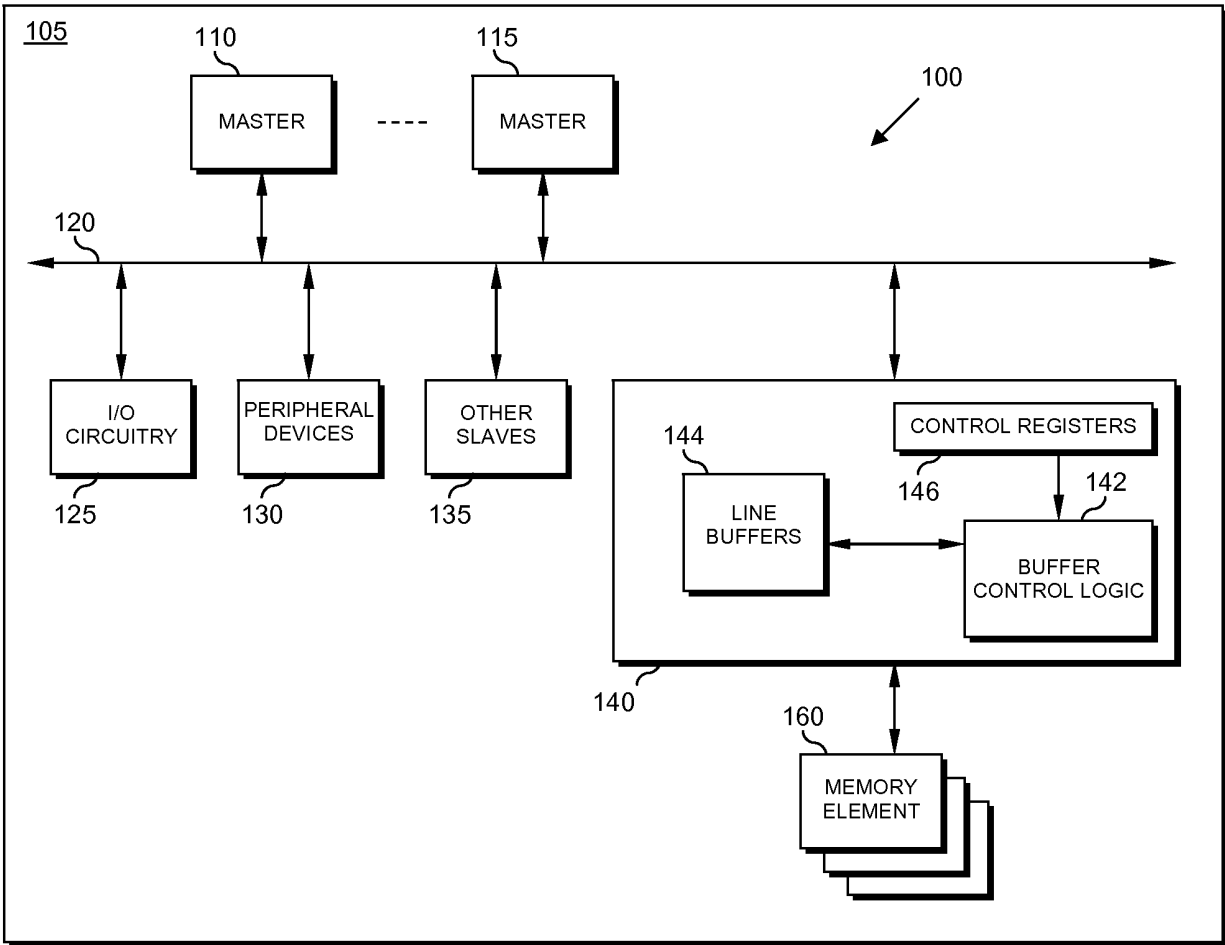 105
110
115
100
MASTER
----
MASTER
120
I/O
CIRCUITRY
125
PERIPHERAL
DEVICES
130
OTHER
SLAVES
135
CONTROL REGISTERS
146
144
LINE
BUFFERS
142
BUFFER
CONTROL LOGIC
140
160
MEMORY
ELEMENT